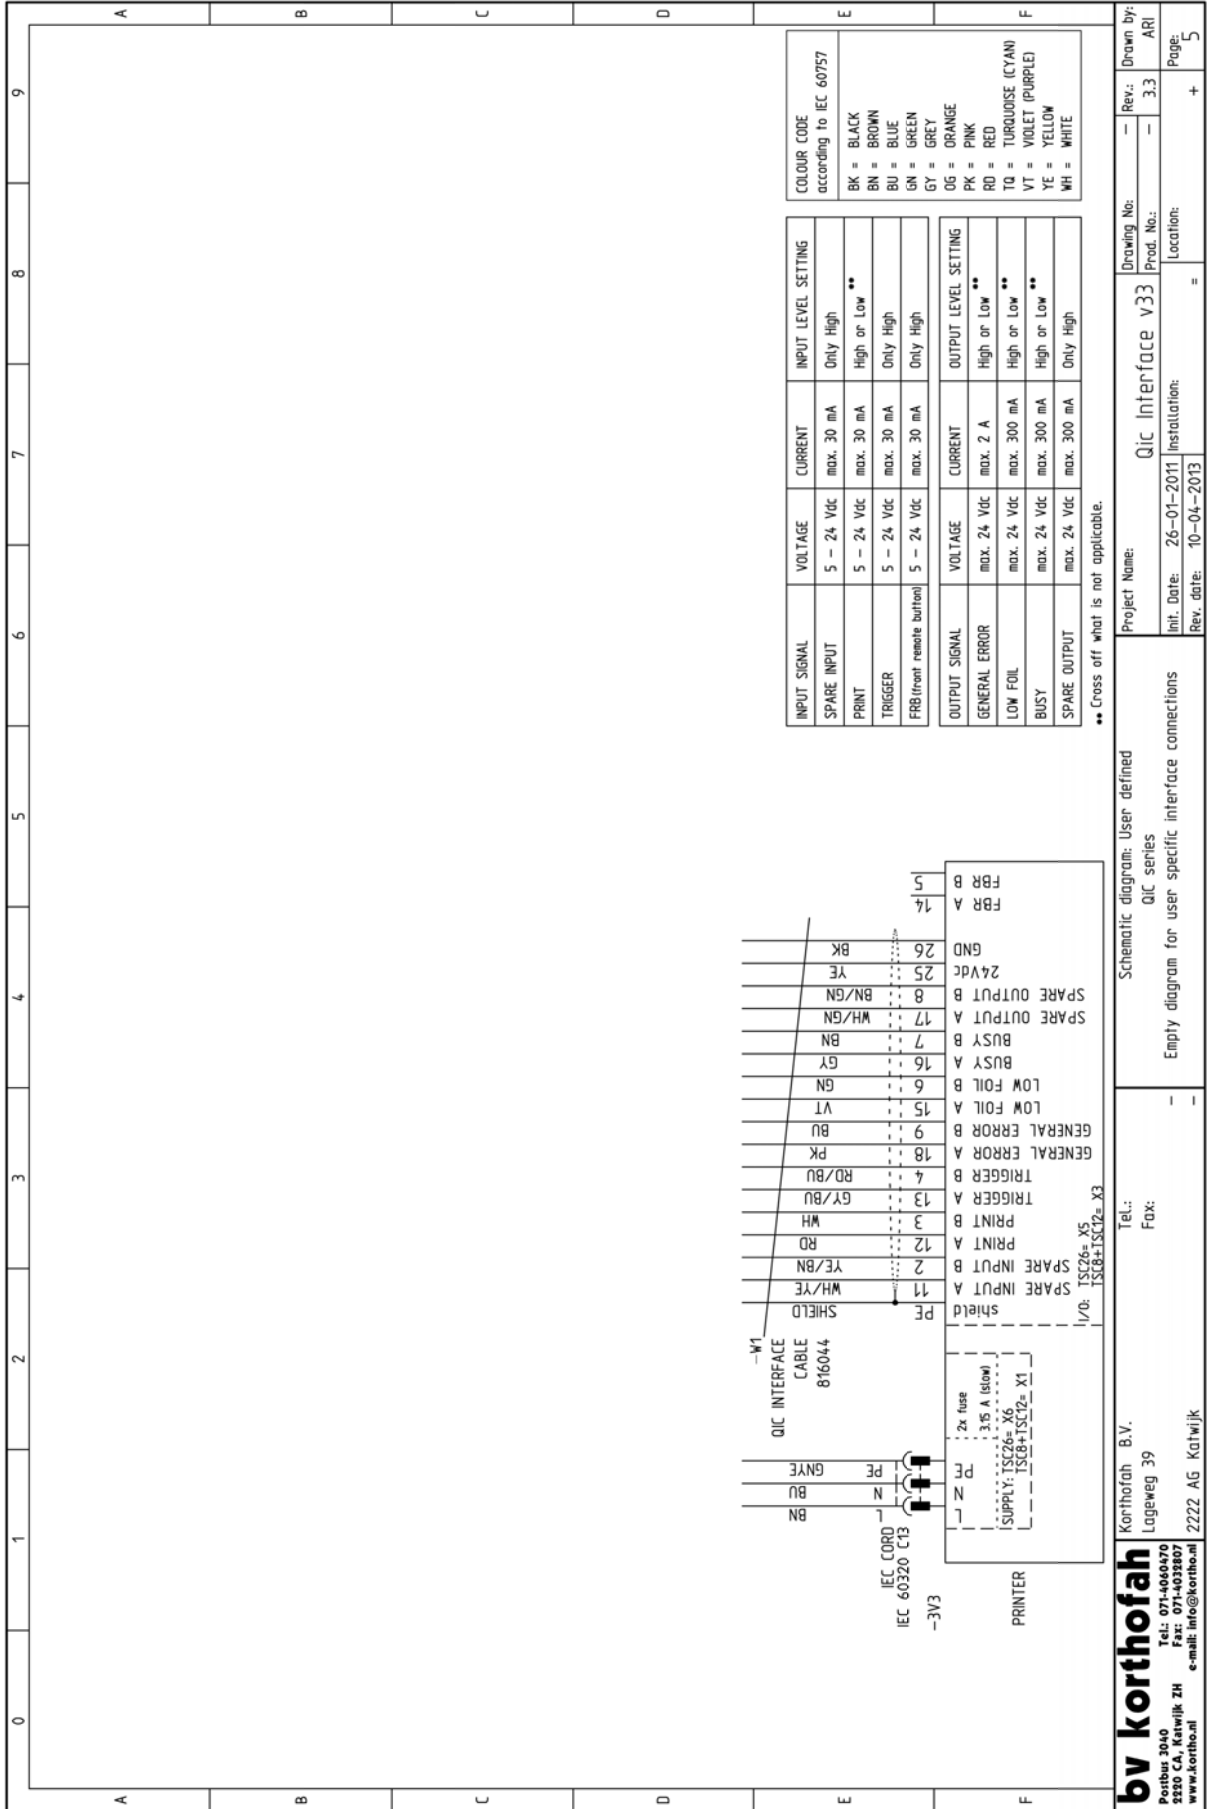 0 1 2 3 4 5 6 7 8 9
A
B
C
D
E
F
A
B
C
D
E
F
-W1
QIC INTERFACE
CABLE
816044
IEC CORD
IEC 60320 C13
-3V3
PRINTER
BN L L
BU N N
GNYE PE PE
2x fuse
3.15 A (slow)
SUPPLY: TSC26= X6
TSC8+TSC12= X1
SHIELD PE shield
WH/YE 11 SPARE INPUT A
YE/BN 2 SPARE INPUT B
RD 12 PRINT A
WH 3 PRINT B
GY/BU 13 TRIGGER A
RD/BU 4 TRIGGER B
PK 18 GENERAL ERROR A
BU 9 GENERAL ERROR B
VT 15 LOW FOIL A
GN 6 LOW FOIL B
GY 16 BUSY A
BN 7 BUSY B
WH/GN 17 SPARE OUTPUT A
BN/GN 8 SPARE OUTPUT B
YE 25 24Vdc
BK 26 GND
14 FBR A
5 FBR B
I/O: TSC26= X5
TSC8+TSC12= X3
INPUT SIGNAL VOLTAGE CURRENT INPUT LEVEL SETTING
SPARE INPUT 5 - 24 Vdc max. 30 mA Only High
PRINT 5 - 24 Vdc max. 30 mA High or Low **
TRIGGER 5 - 24 Vdc max. 30 mA Only High
FRB(front remote button) 5 - 24 Vdc max. 30 mA Only High
OUTPUT SIGNAL VOLTAGE CURRENT OUTPUT LEVEL SETTING
GENERAL ERROR max. 24 Vdc max. 2 A High or Low **
LOW FOIL max. 24 Vdc max. 300 mA High or Low **
BUSY max. 24 Vdc max. 300 mA High or Low **
SPARE OUTPUT max. 24 Vdc max. 300 mA Only High
** Cross off what is not applicable.
COLOUR CODE
according to IEC 60757
BK = BLACK
BN = BROWN
BU = BLUE
GN = GREEN
GY = GREY
OG = ORANGE
PK = PINK
RD = RED
TQ = TURQUOISE (CYAN)
VT = VIOLET (PURPLE)
YE = YELLOW
WH = WHITE
bv korthofah
Postbus 3040 Tel.: 071-4060470
2220 CA, Katwijk ZH Fax: 071-4032807
www.kortho.nl e-mail: info@kortho.nl
Korthofah B.V.
Lageweg 39
2222 AG Katwijk
Tel.:
Fax:
-
-
Schematic diagram: User defined
QiC series
Empty diagram for user specific interface connections
Project Name:
QiC Interface v33
Init. Date: 26-01-2011
Rev. date: 10-04-2013
Installation:
=
Drawing No: -
Prod. No.: -
Location:
+
Rev.:
3.3
Drawn by:
ARI
Page:
5